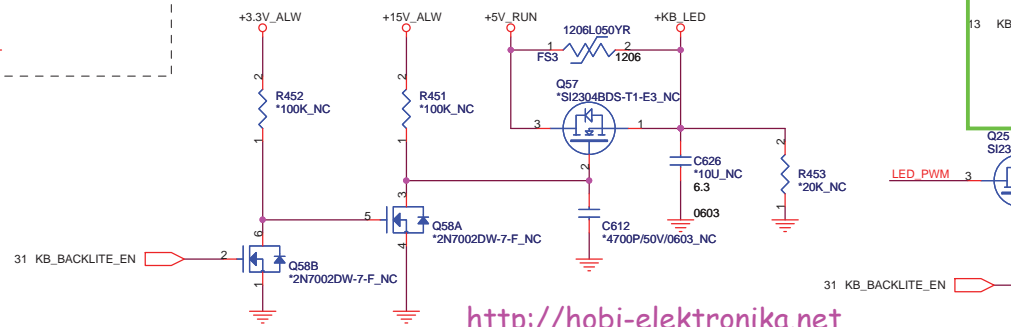 +3.3V_ALW
+15V_ALW
+5V_RUN
+KB_LED
13 KB
1206L050YR
1 2
FS3 1206
2
R452
*100K_NC
1
2
R451
*100K_NC
1
Q57
*SI2304BDS-T1-E3_NC
3 1
2
C626
*10U_NC
6.3
0603
2
R453
*20K_NC
1
Q25
SI23
LED_PWM 3
3
5
Q58A
*2N7002DW-7-F_NC
4
C612
*4700P/50V/0603_NC
6
31 KB_BACKLITE_EN 2
Q58B
*2N7002DW-7-F_NC
1
31 KB_BACKLITE_EN
http://hobi-elektronika.net